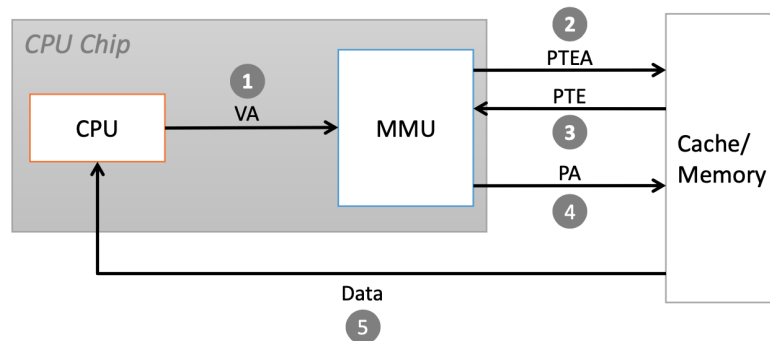 CPU Chip
2
PTEA
1
VA
PTE
CPU
MMU
3
Cache/
Memory
PA
4
Data
5